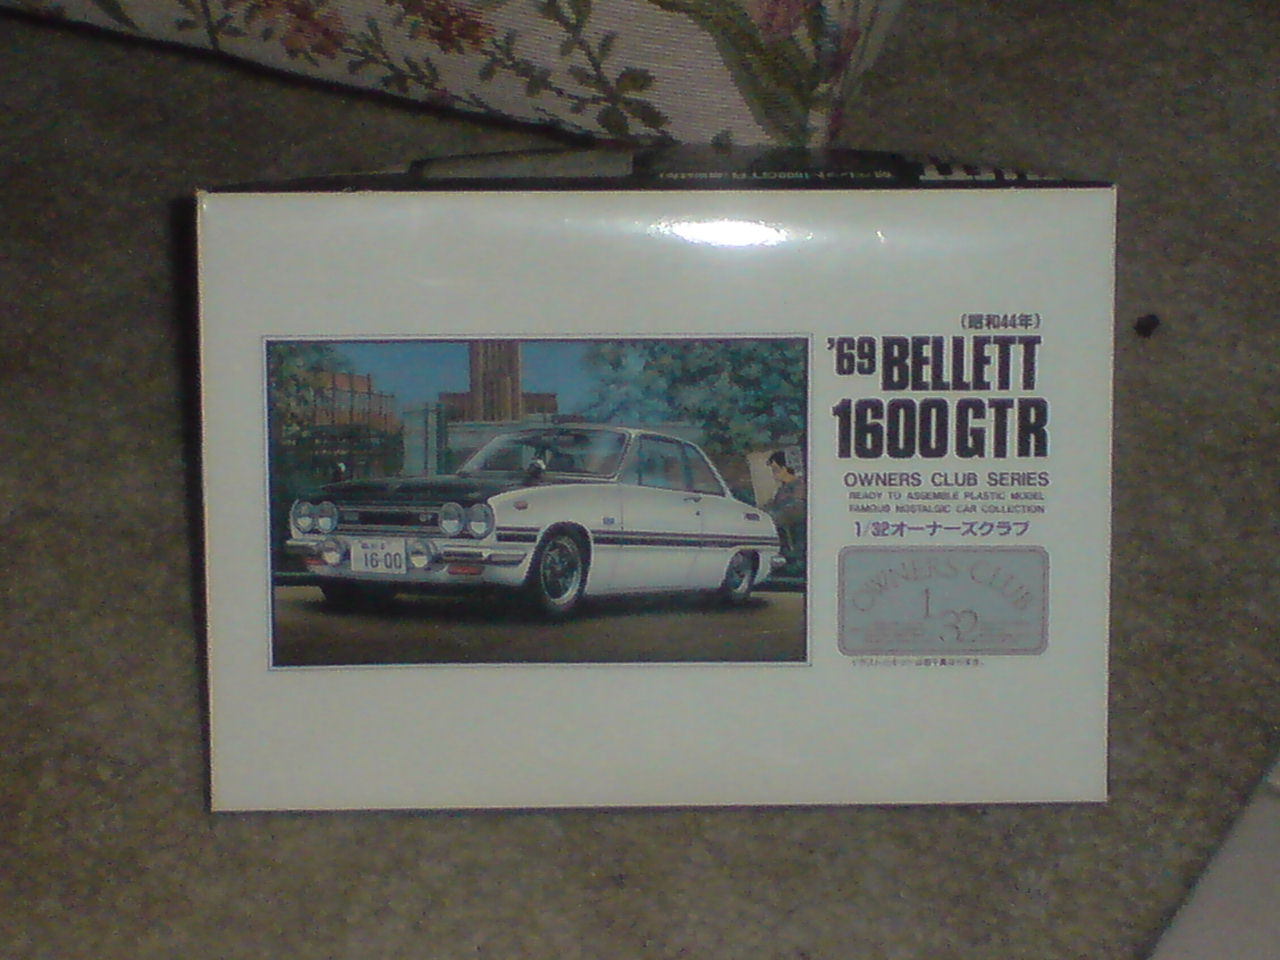 (昭和44年)
'69 BELLETT
1600 GTR
OWNERS CLUB SERIES
READY TO ASSEMBLE PLASTIC MODEL
FAMOUS NOSTALGIC CAR COLLECTION
1/32オーナーズクラブ
OWNERS CLUB
1/32
16-00